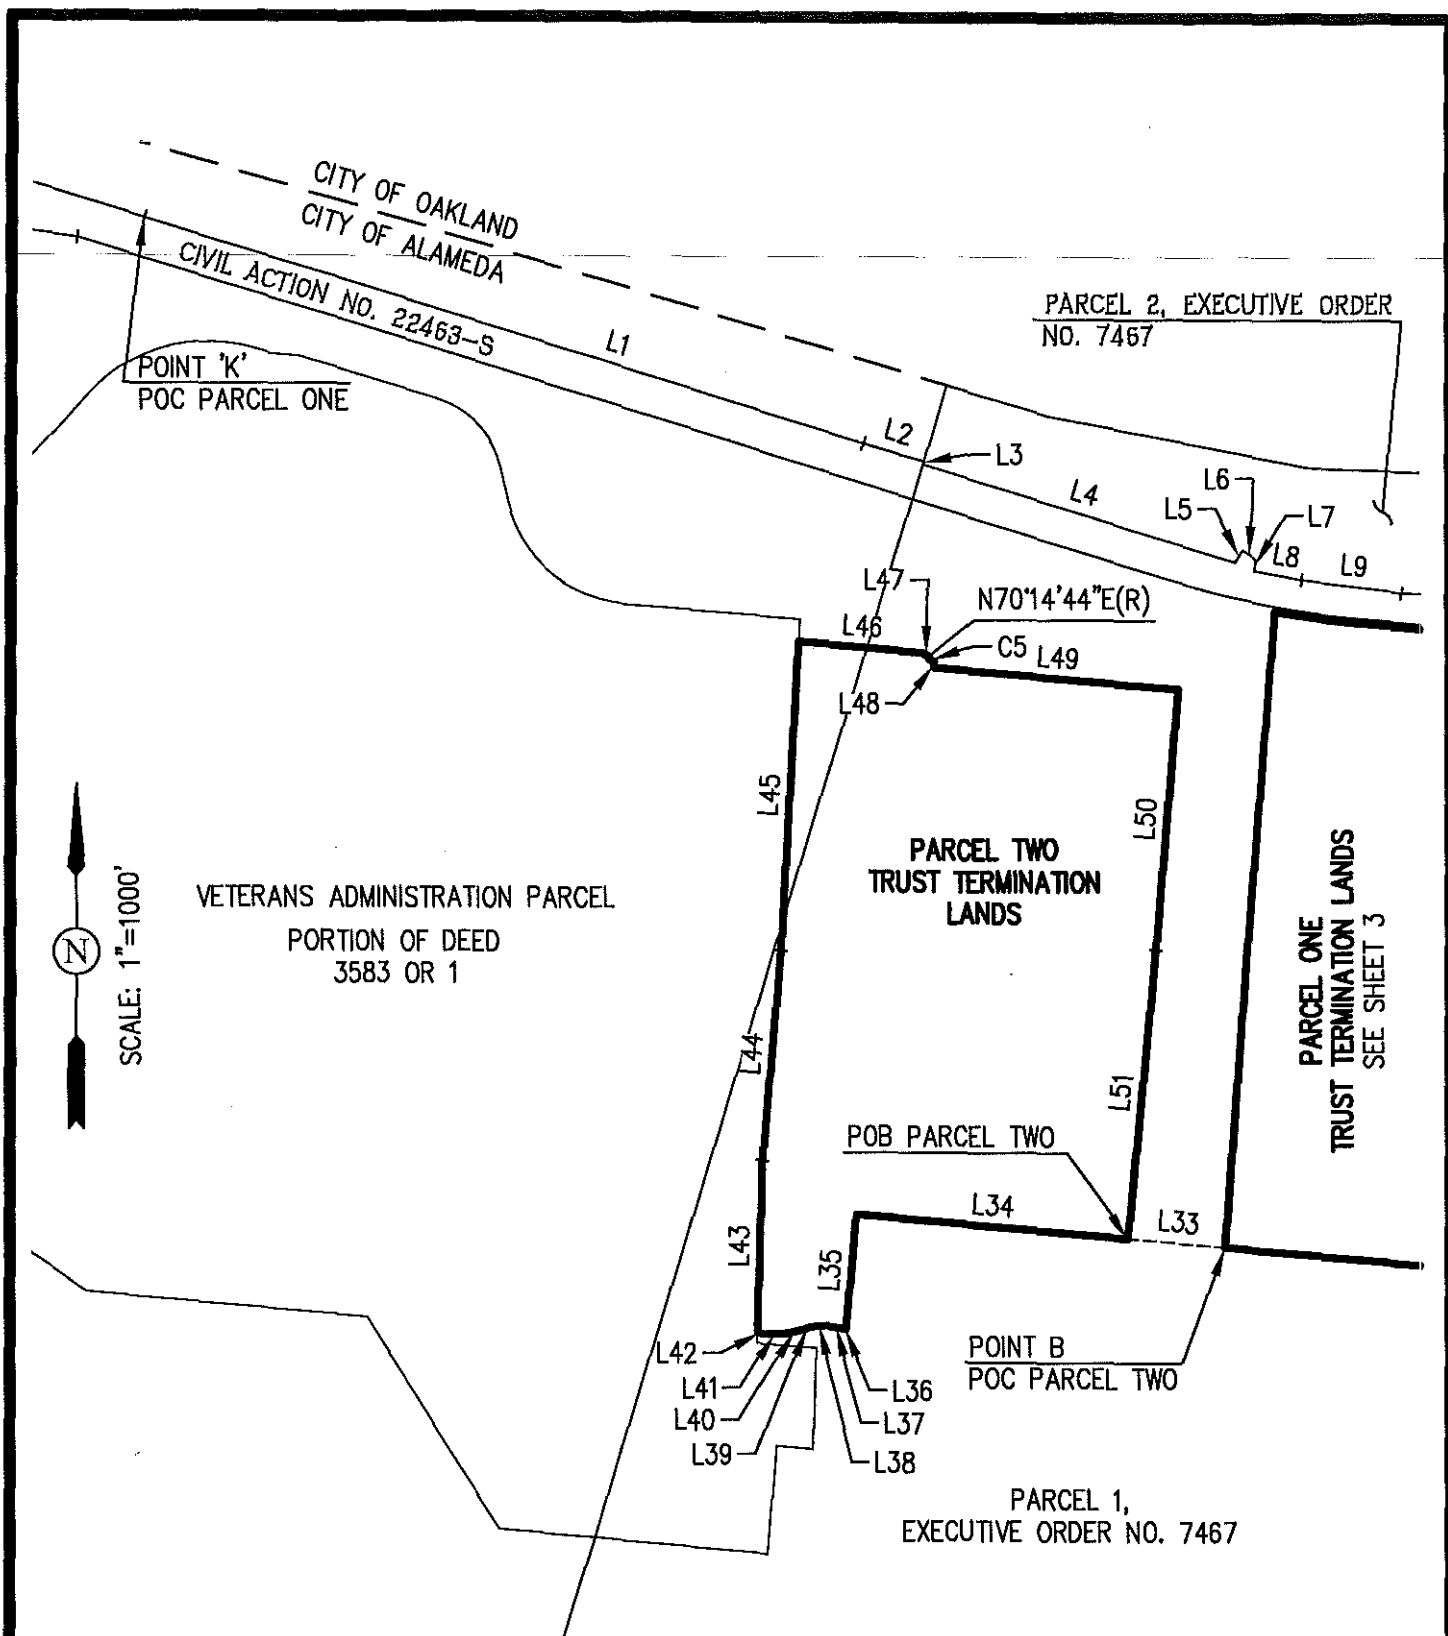 CITY OF OAKLAND
CITY OF ALAMEDA
CIVIL ACTION NO. 22463-S
L1
PARCEL 2, EXECUTIVE ORDER
NO. 7467
POINT 'K'
POC PARCEL ONE
L2
L3
L4
L5
L6
L7
L8
L9
L47
N70°14'44"E(R)
L46
C5
L49
L48
L45
L50
PARCEL TWO
TRUST TERMINATION
LANDS
SCALE: 1"=1000'
N
VETERANS ADMINISTRATION PARCEL
PORTION OF DEED
3583 OR 1
PARCEL ONE
TRUST TERMINATION LANDS
SEE SHEET 3
L44
L51
POB PARCEL TWO
L34
L33
L43
L35
L42
L41
L40
L39
L36
L37
L38
POINT B
POC PARCEL TWO
PARCEL 1,
EXECUTIVE ORDER NO. 7467